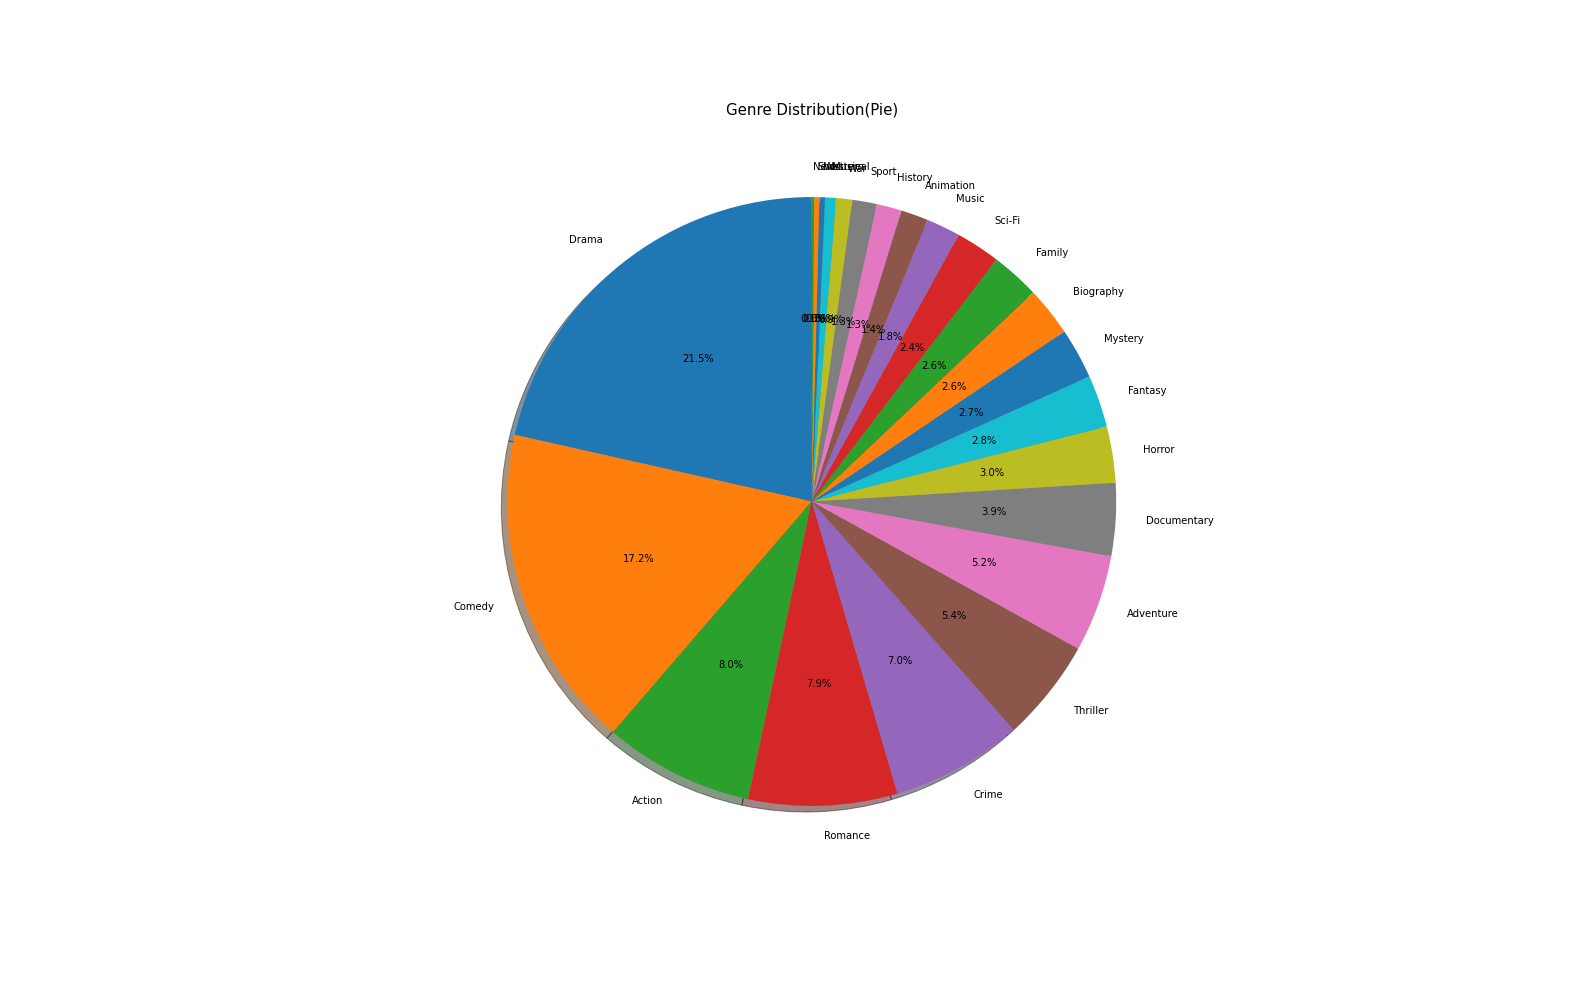 Genre Distribution(Pie)
Sport
History
Animation
Music
Sci-Fi
Family
Biography
Mystery
Fantasy
Horror
Documentary
Adventure
Thriller
Crime
Romance
Action
Comedy
Drama
21.5%
17.2%
8.0%
7.9%
7.0%
5.4%
5.2%
3.9%
3.0%
2.8%
2.7%
2.6%
2.6%
2.4%
1.8%
1.4%
1.3%
1.3%